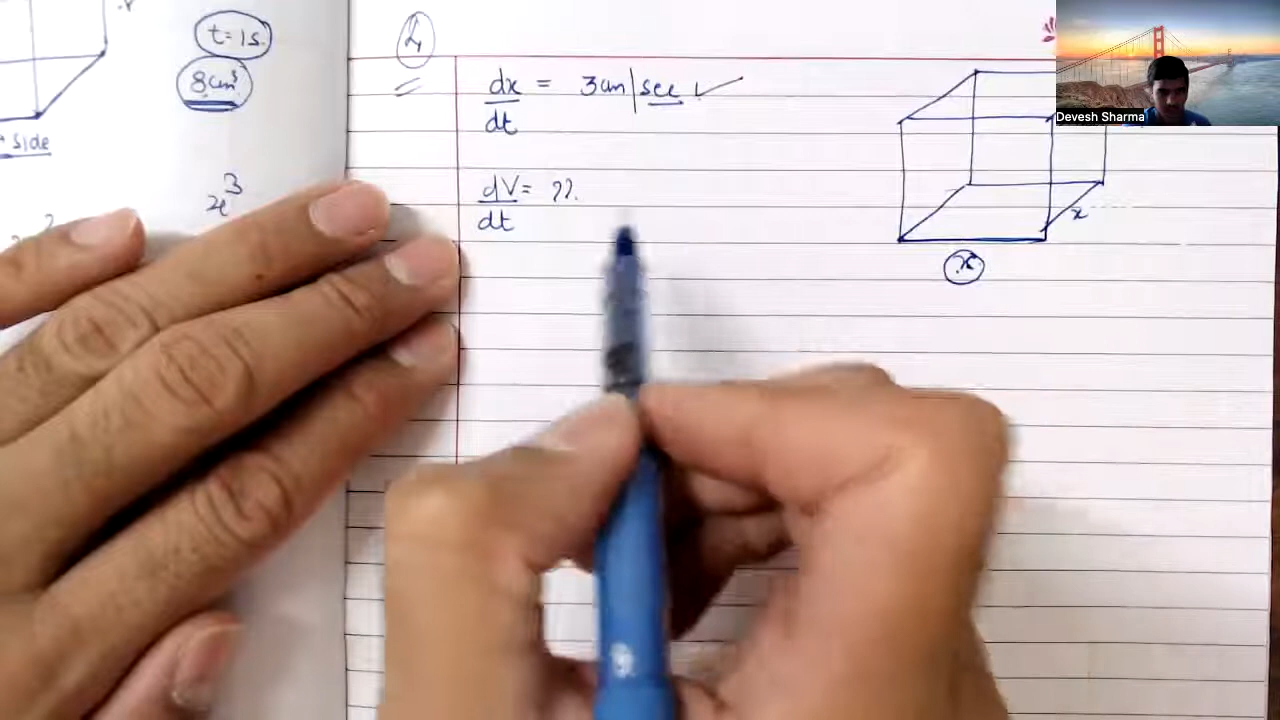 t = 1s.
8cm³
side
x³
4
dx/dt = 3cm/sec ✓
dV/dt = ??.
x
x
Devesh Sharma